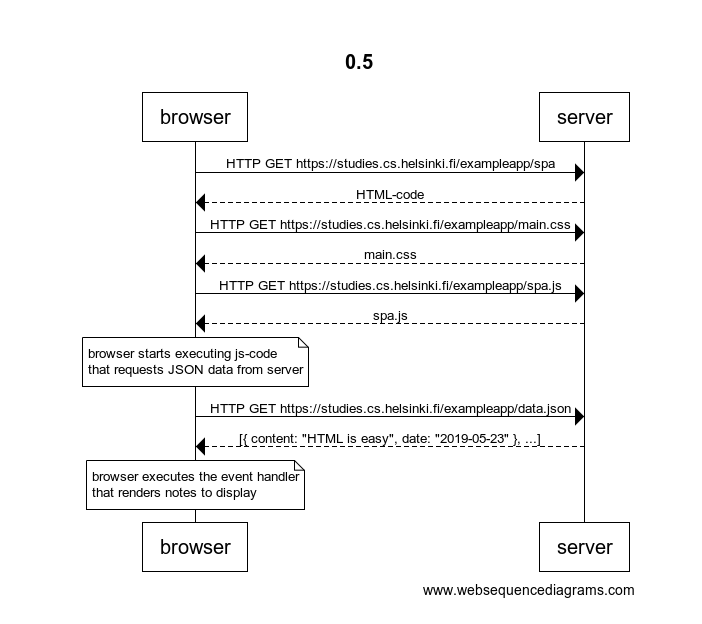 0.5
browser
server
HTTP GET https://studies.cs.helsinki.fi/exampleapp/spa
HTML-code
HTTP GET https://studies.cs.helsinki.fi/exampleapp/main.css
main.css
HTTP GET https://studies.cs.helsinki.fi/exampleapp/spa.js
spa.js
browser starts executing js-code
that requests JSON data from server
HTTP GET https://studies.cs.helsinki.fi/exampleapp/data.json
[{ content: "HTML is easy", date: "2019-05-23" }, ...]
browser executes the event handler
that renders notes to display
browser
server
www.websequencediagrams.com